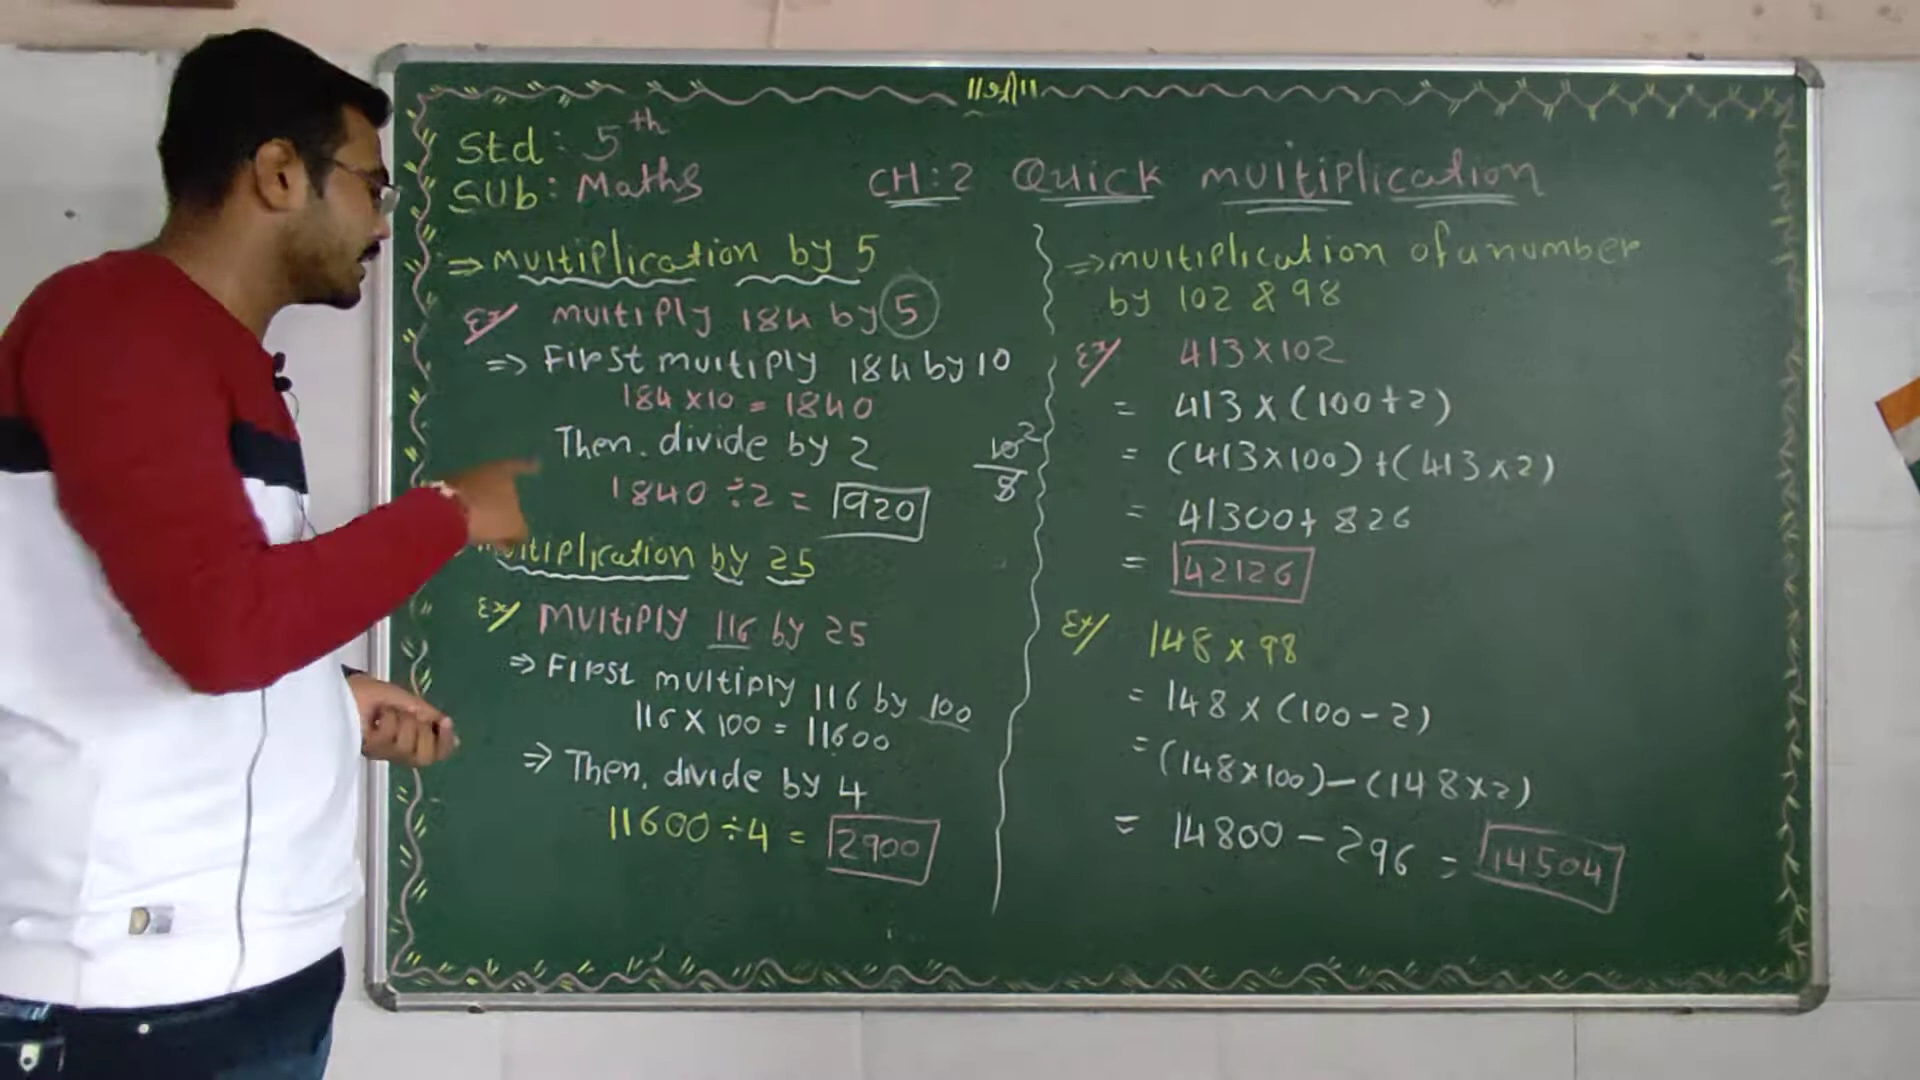 ॥ श्री ॥
Std : 5th
Sub : Maths
CH : 2 Quick multiplication
⇒ multiplication by 5
Ex/ multiply 184 by 5
⇒ First multiply 184 by 10
184 x 10 = 1840
Then. divide by 2
1840 ÷ 2 = 920
10 2
8
multiplication by 25
Ex/ Multiply 116 by 25
⇒ First multiply 116 by 100
116 x 100 = 11600
⇒ Then. divide by 4
11600 ÷ 4 = 2900
⇒ multiplication of a number
by 102 & 98
Ex/ 413 x 102
= 413 x (100 + 2)
= (413 x 100) + (413 x 2)
= 41300 + 826
= 42126
Ex/ 148 x 98
= 148 x (100 - 2)
= (148 x 100) - (148 x 2)
= 14800 - 296 = 14504